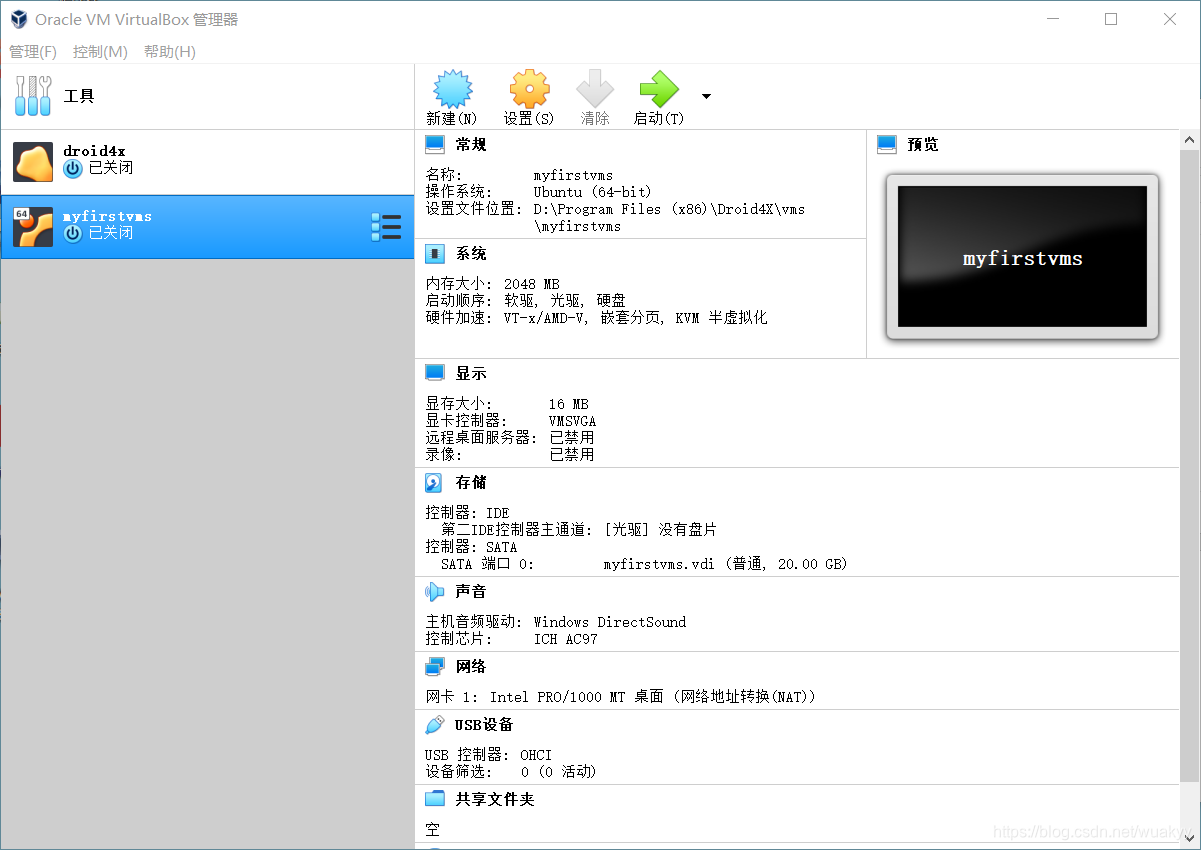 Oracle VM VirtualBox 管理器
管理(F) 控制(M) 帮助(H)
工具
新建(N) 设置(S) 清除 启动(T)
droid4x
已关闭
64
myfirstvms
已关闭
常规
名称: myfirstvms
操作系统: Ubuntu (64-bit)
设置文件位置: D:\Program Files (x86)\Droid4X\vms
\myfirstvms
预览
myfirstvms
系统
内存大小: 2048 MB
启动顺序: 软驱, 光驱, 硬盘
硬件加速: VT-x/AMD-V, 嵌套分页, KVM 半虚拟化
显示
显存大小: 16 MB
显卡控制器: VMSVGA
远程桌面服务器: 已禁用
录像: 已禁用
存储
控制器: IDE
第二IDE控制器主通道: [光驱] 没有盘片
控制器: SATA
SATA 端口 0: myfirstvms.vdi (普通, 20.00 GB)
声音
主机音频驱动: Windows DirectSound
控制芯片: ICH AC97
网络
网卡 1: Intel PRO/1000 MT 桌面 (网络地址转换(NAT))
USB设备
USB 控制器: OHCI
设备筛选: 0 (0 活动)
共享文件夹
空